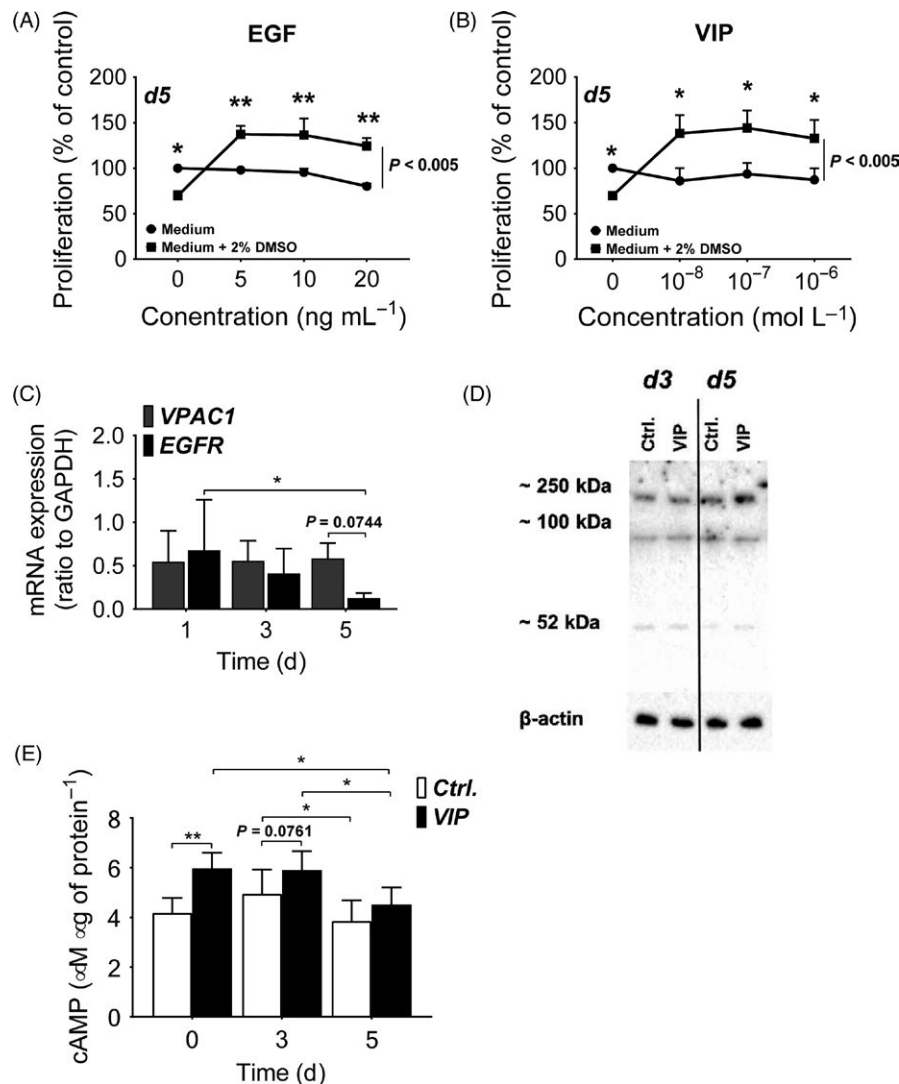 (A)
EGF
Proliferation (% of control)
200
150
100
50
0
d5
*
**
**
**
P < 0.005
Medium
Medium + 2% DMSO
0
5
10
20
Conentration (ng mL⁻¹)
(B)
VIP
Proliferation (% of control)
200
150
100
50
0
d5
*
*
*
*
P < 0.005
Medium
Medium + 2% DMSO
0
10⁻⁸
10⁻⁷
10⁻⁶
Concentration (mol L⁻¹)
(C)
VPAC1
EGFR
mRNA expression
(ratio to GAPDH)
2.0
1.5
1.0
0.5
0.0
*
P = 0.0744
1
3
5
Time (d)
(D)
d3
d5
Ctrl.
VIP
Ctrl.
VIP
~ 250 kDa
~ 100 kDa
~ 52 kDa
β-actin
(E)
Ctrl.
VIP
cAMP (αM αg of protein⁻¹)
8
6
4
2
0
*
*
*
**
P = 0.0761
0
3
5
Time (d)